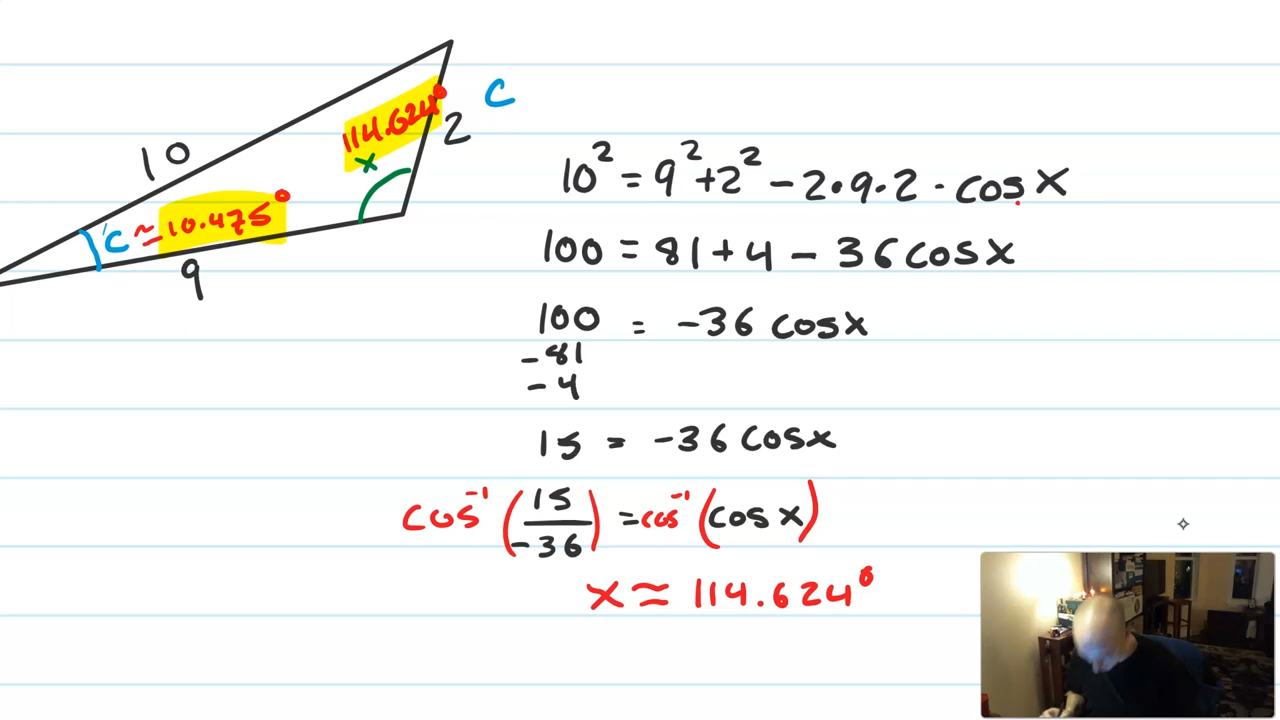 C
114.624°
2
x
10
C ≈ 10.475°
9
10² = 9² + 2² - 2•9•2 • cos x
100 = 81 + 4 - 36 cos x
100 = -36 cos x
-81
-4
15 = -36 cos x
cos⁻¹ (15/-36) = cos⁻¹ (cos x)
x ≈ 114.624°